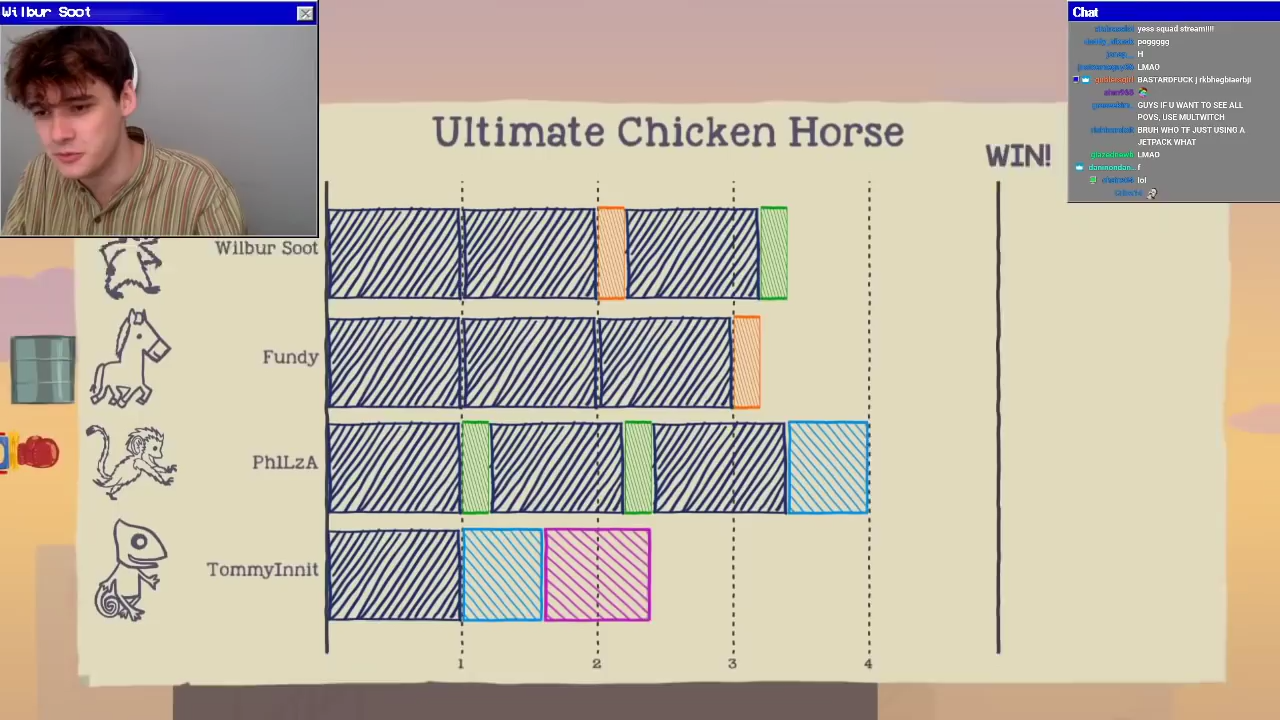 Wilbur Soot
Chat
yess squad stream!!!!
poggggg
H
LMAO
BASTARDFUCK j rkbhegbiaerbji
GUYS IF U WANT TO SEE ALL
POVS, USE MULTWITCH
BRUH WHO TF JUST USING A
JETPACK WHAT
LMAO
f
lol
Ultimate Chicken Horse
WIN!
Wilbur Soot
Fundy
PhilzA
TommyInnit
1
2
3
4